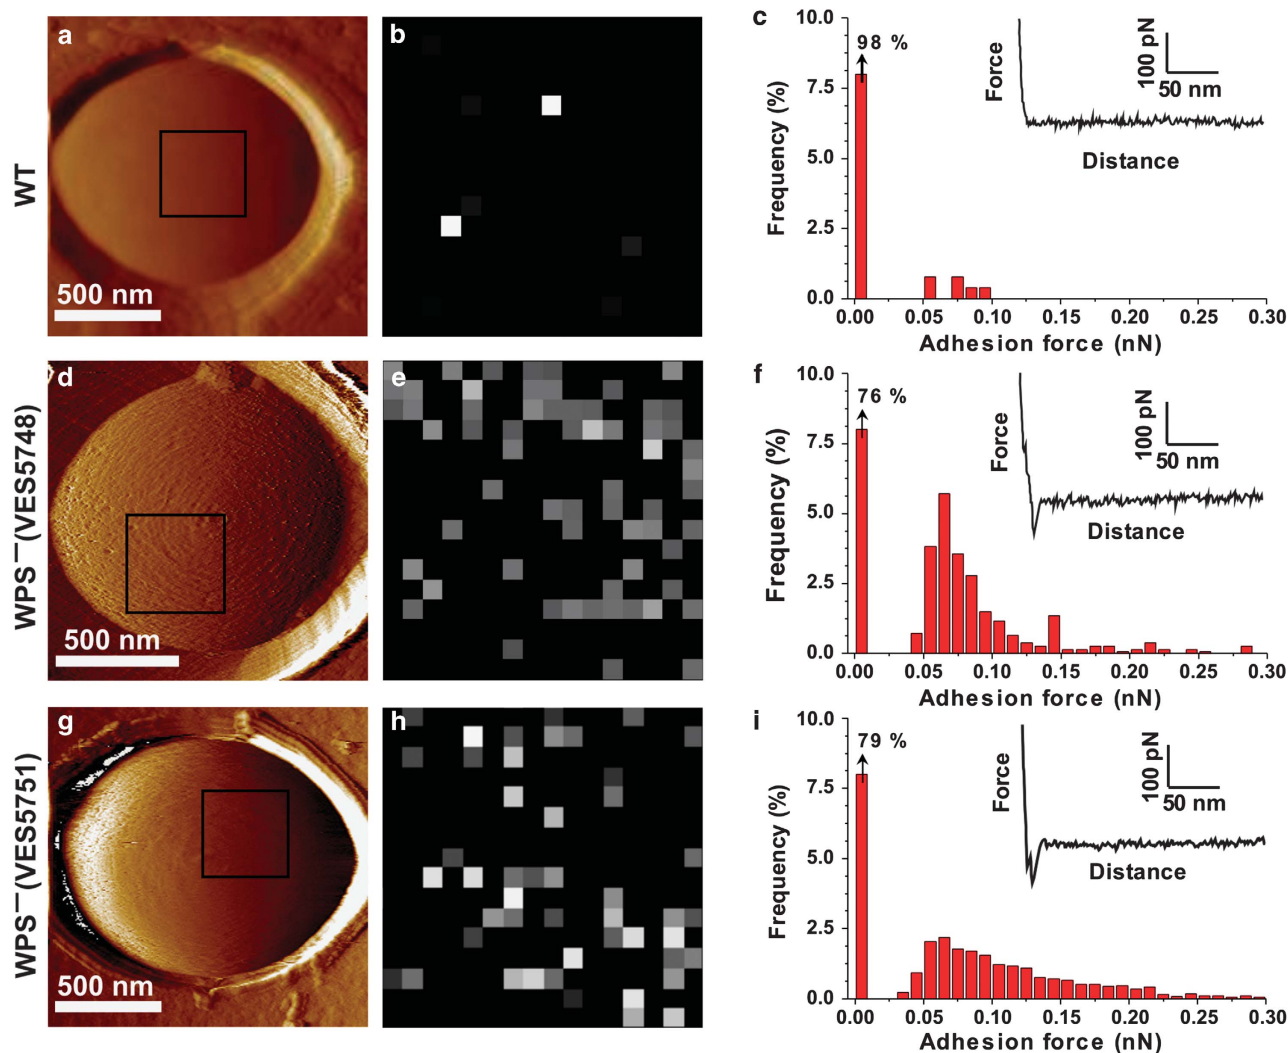 WT
a
500 nm
b
c
10.0
7.5
5.0
2.5
0.0
Frequency (%)
98 %
Force
100 pN
50 nm
Distance
0.00 0.05 0.10 0.15 0.20 0.25 0.30
Adhesion force (nN)
WPS⁻(VES5748)
d
500 nm
e
f
10.0
7.5
5.0
2.5
0.0
Frequency (%)
76 %
Force
100 pN
50 nm
Distance
0.00 0.05 0.10 0.15 0.20 0.25 0.30
Adhesion force (nN)
WPS⁻(VES5751)
g
500 nm
h
i
10.0
7.5
5.0
2.5
0.0
Frequency (%)
79 %
Force
100 pN
50 nm
Distance
0.00 0.05 0.10 0.15 0.20 0.25 0.30
Adhesion force (nN)